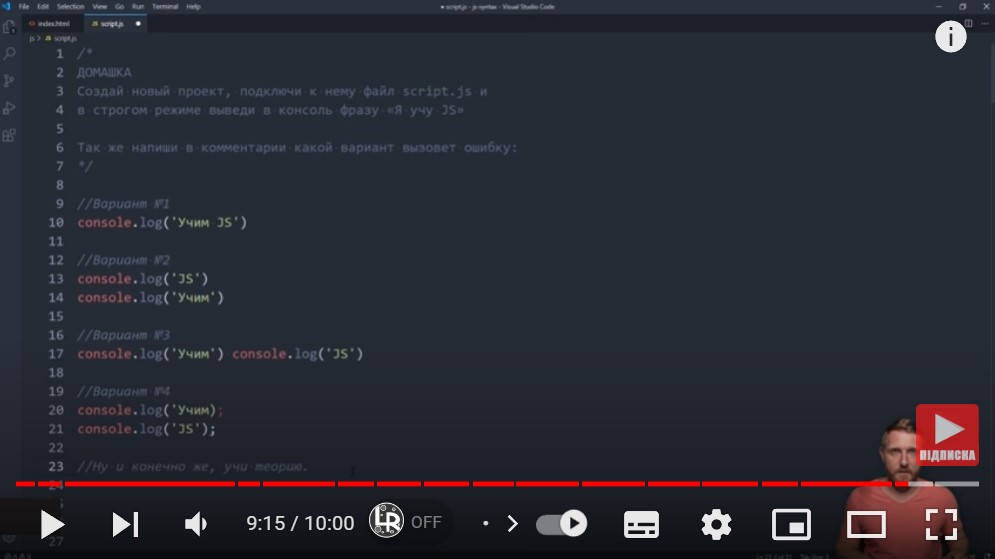 File Edit Selection View Go Run Terminal Help
● script.js - js-syntax - Visual Studio Code
index.html JS script.js ●
js > JS script.js
1 /*
2 ДОМАШКА
3 Создай новый проект, подключи к нему файл script.js и
4 в строгом режиме выведи в консоль фразу «Я учу JS»
5
6 Так же напиши в комментарии какой вариант вызовет ошибку:
7 */
8
9 //Вариант №1
10 console.log('Учим JS')
11
12 //Вариант №2
13 console.log('JS')
14 console.log('Учим')
15
16 //Вариант №3
17 console.log('Учим') console.log('JS')
18
19 //Вариант №4
20 console.log('Учим);
21 console.log('JS');
22
23 //Ну и конечно же, учи теорию.
24
27
ПІДПИСКА
9:15 / 10:00 LR OFF